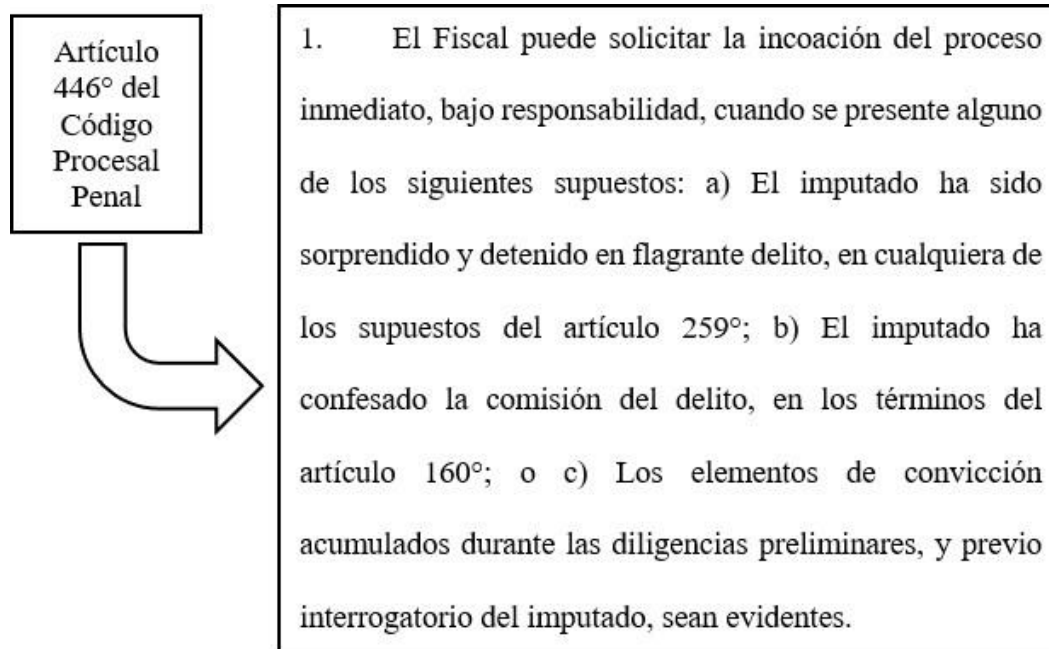 Artículo
446° del
Código
Procesal
Penal
1. El Fiscal puede solicitar la incoación del proceso
inmediato, bajo responsabilidad, cuando se presente alguno
de los siguientes supuestos: a) El imputado ha sido
sorprendido y detenido en flagrante delito, en cualquiera de
los supuestos del artículo 259°; b) El imputado ha
confesado la comisión del delito, en los términos del
artículo 160°; o c) Los elementos de convicción
acumulados durante las diligencias preliminares, y previo
interrogatorio del imputado, sean evidentes.